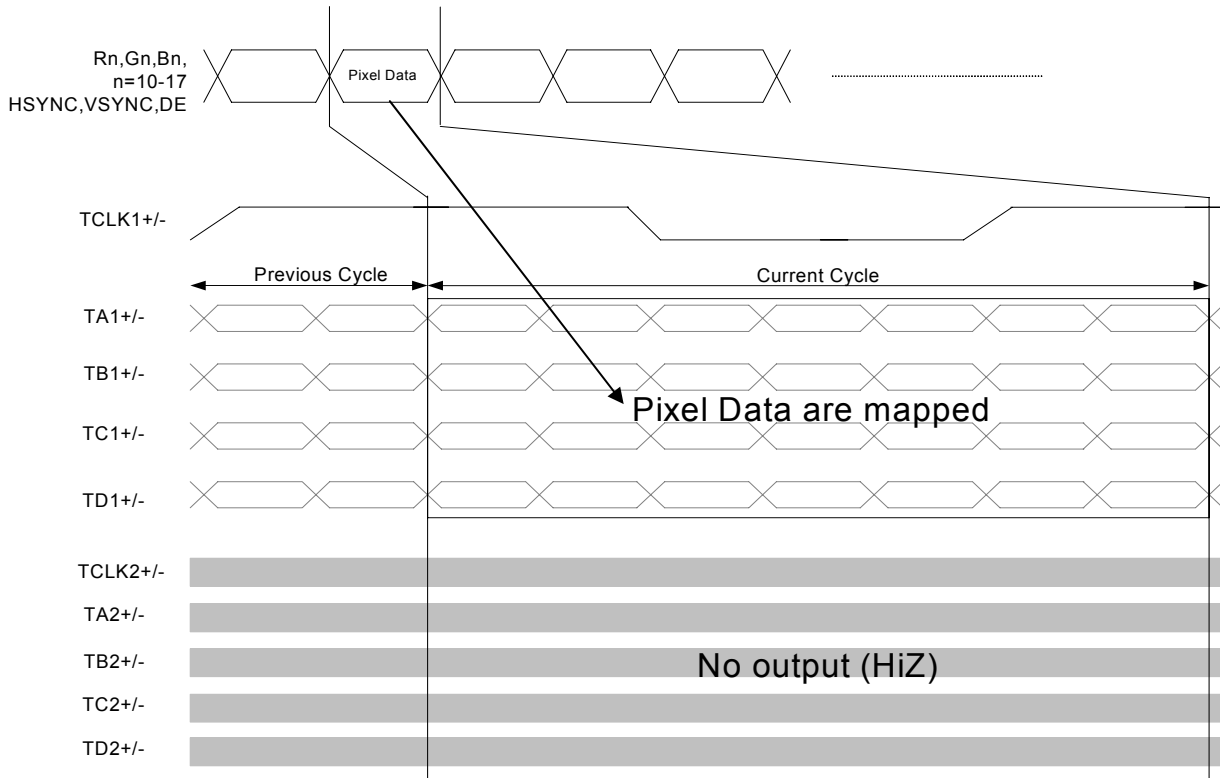 Rn,Gn,Bn,
n=10-17
HSYNC,VSYNC,DE
Pixel Data
TCLK1+/-
Previous Cycle
Current Cycle
TA1+/-
TB1+/-
Pixel Data are mapped
TC1+/-
TD1+/-
TCLK2+/-
TA2+/-
TB2+/-
No output (HiZ)
TC2+/-
TD2+/-